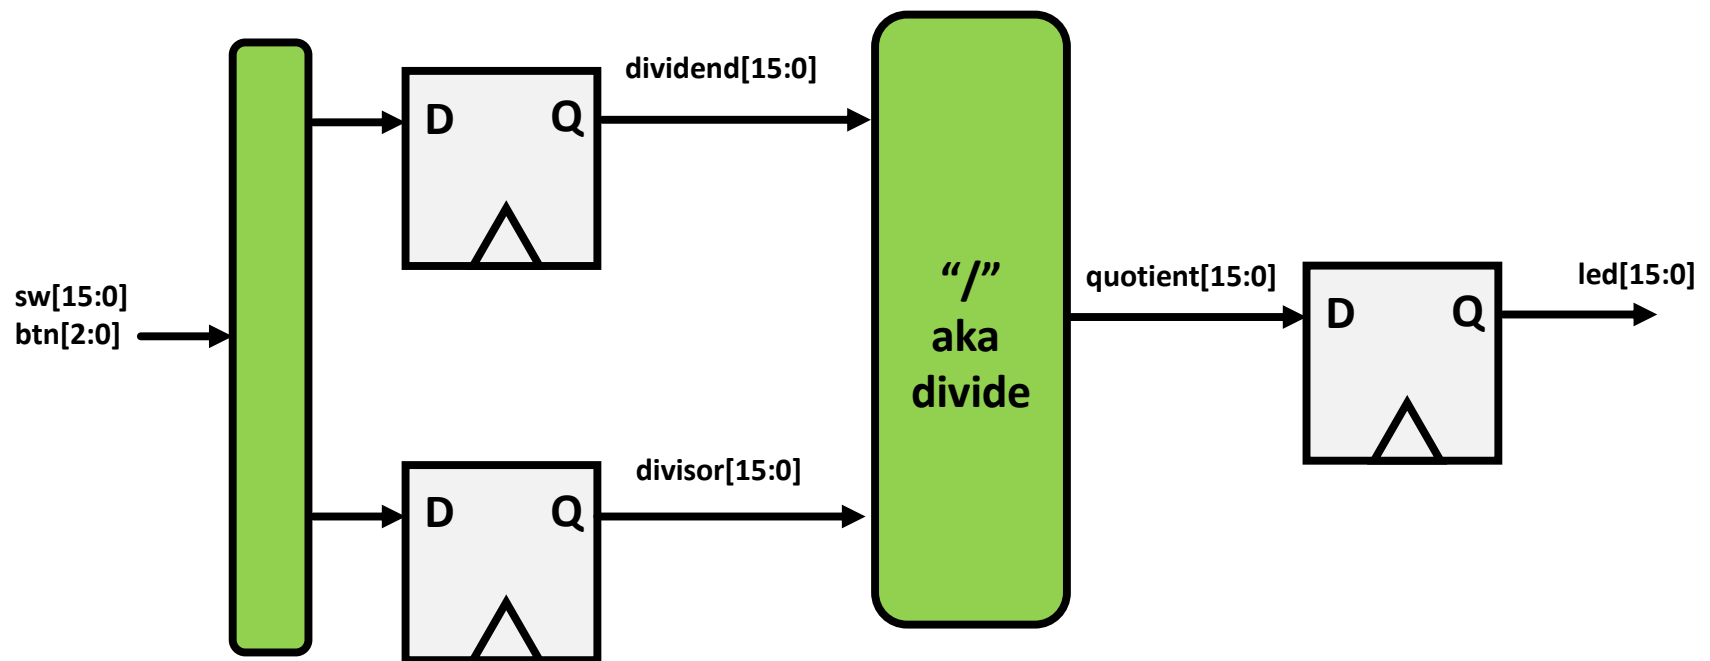 dividend[15:0]
D Q
sw[15:0]
btn[2:0]
divisor[15:0]
D Q
“/”
aka
divide
quotient[15:0]
D Q
led[15:0]